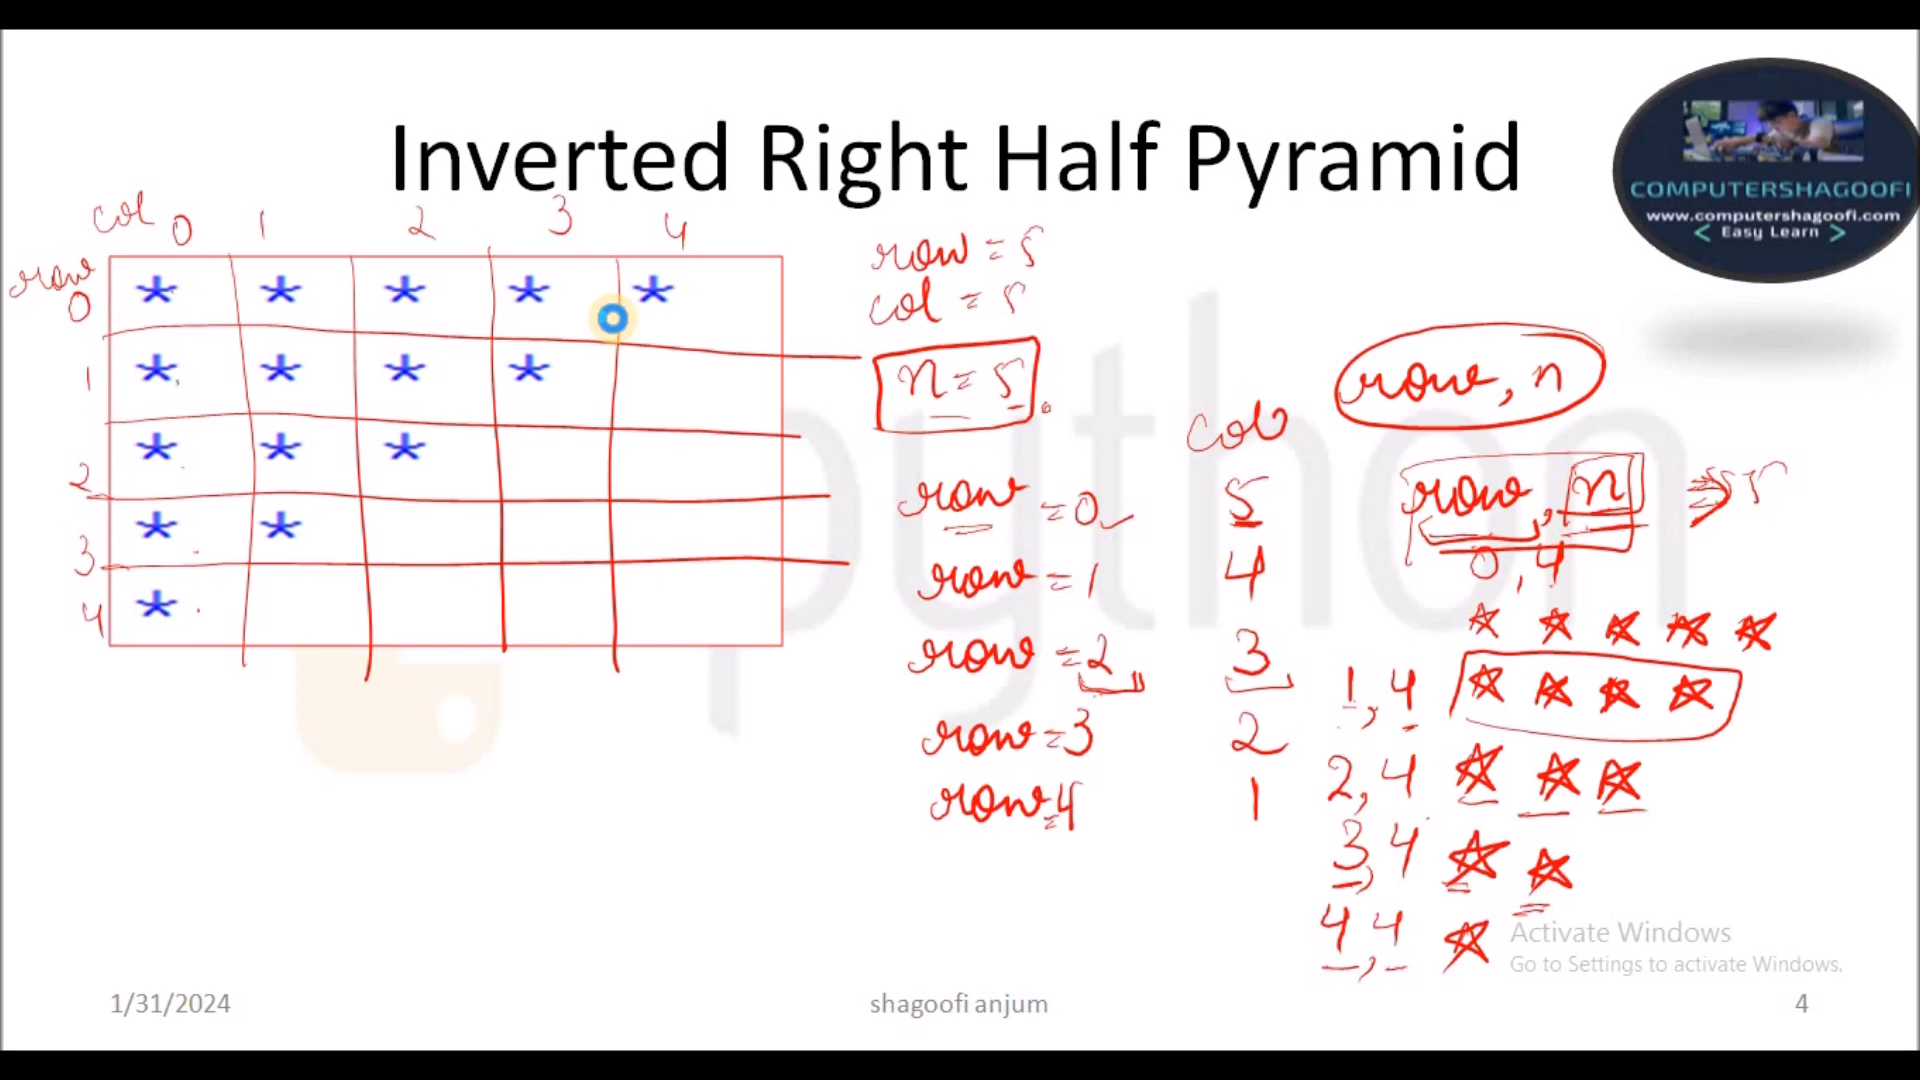 Inverted Right Half Pyramid
COMPUTERSHAGOOFI
www.computershagoofi.com
< Easy Learn >
col 0 1 2 3 4
row
0 * * * * *
1 * * * *
2 * * *
3 * *
4 *
row = 5
col = 5
n = 5
row, n
col
row = 0 5
row = 1 4
row = 2 3
row = 3 2
row = 4 1
row, n
0, 4
1, 4
2, 4
3, 4
4, 4
python
Activate Windows
Go to Settings to activate Windows.
1/31/2024
shagoofi anjum
4